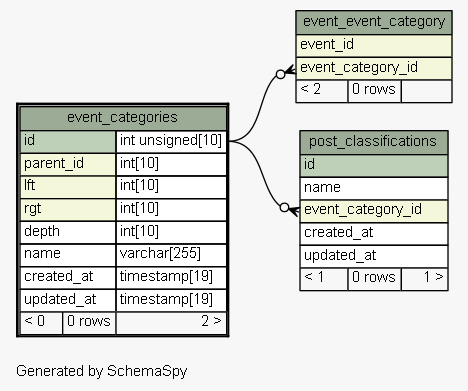 event_event_category
event_id
event_category_id
< 2 0 rows
event_categories
id int unsigned[10]
parent_id int[10]
lft int[10]
rgt int[10]
depth int[10]
name varchar[255]
created_at timestamp[19]
updated_at timestamp[19]
< 0 0 rows 2 >
post_classifications
id
name
event_category_id
created_at
updated_at
< 1 0 rows 1 >
Generated by SchemaSpy